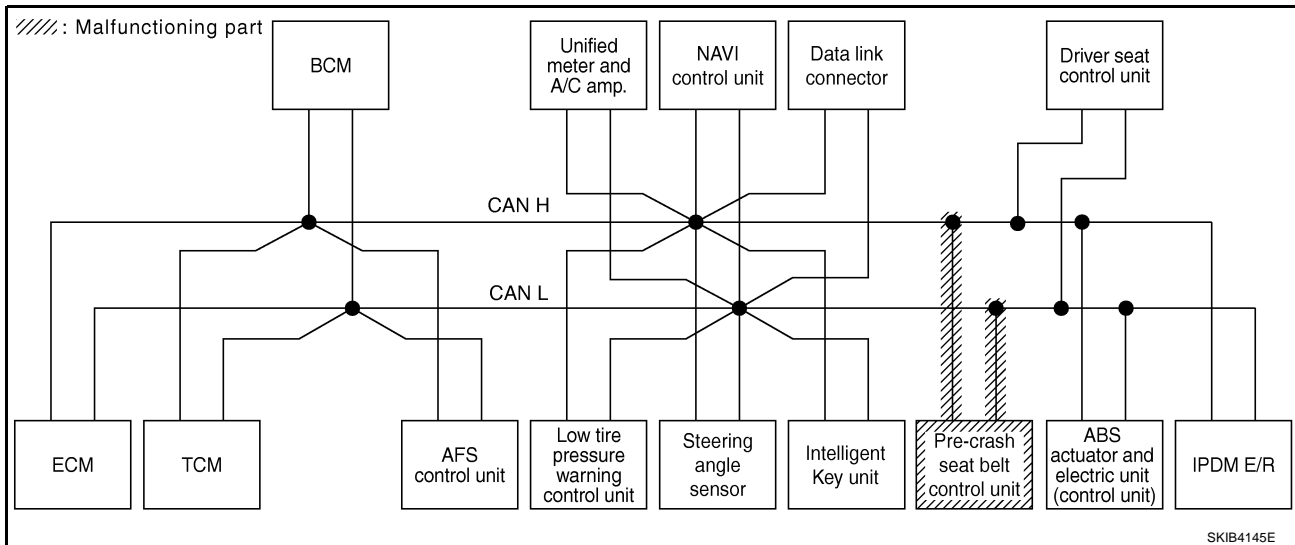 : Malfunctioning part
BCM
Unified
meter and
A/C amp.
NAVI
control unit
Data link
connector
Driver seat
control unit
CAN H
CAN L
ECM
TCM
AFS
control unit
Low tire
pressure
warning
control unit
Steering
angle
sensor
Intelligent
Key unit
Pre-crash
seat belt
control unit
ABS
actuator and
electric unit
(control unit)
IPDM E/R
SKIB4145E